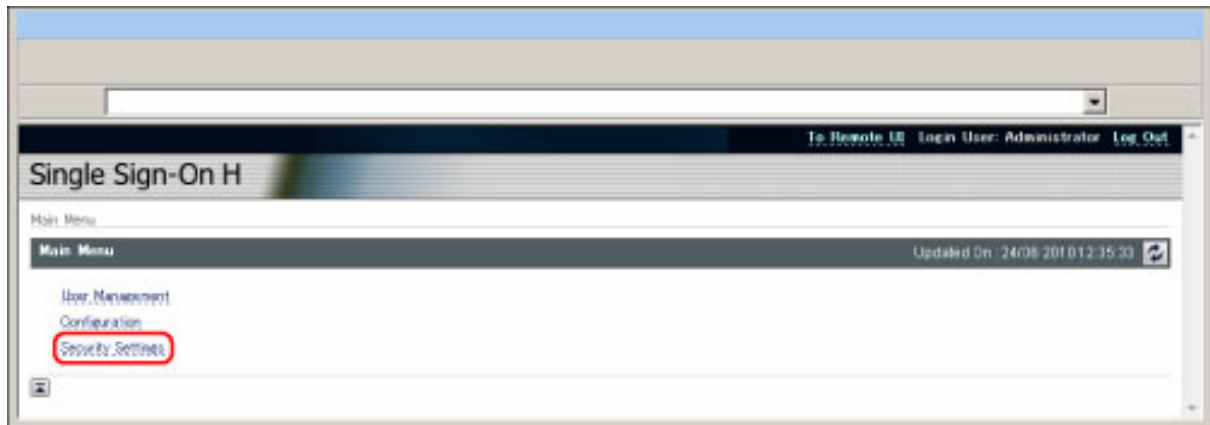 To Remote UI Login User: Administrator Log Out
Single Sign-On H
Main Menu
Main Menu
Updated On : 24/08 2010 12:35:33
User Management
Configuration
Security Settings